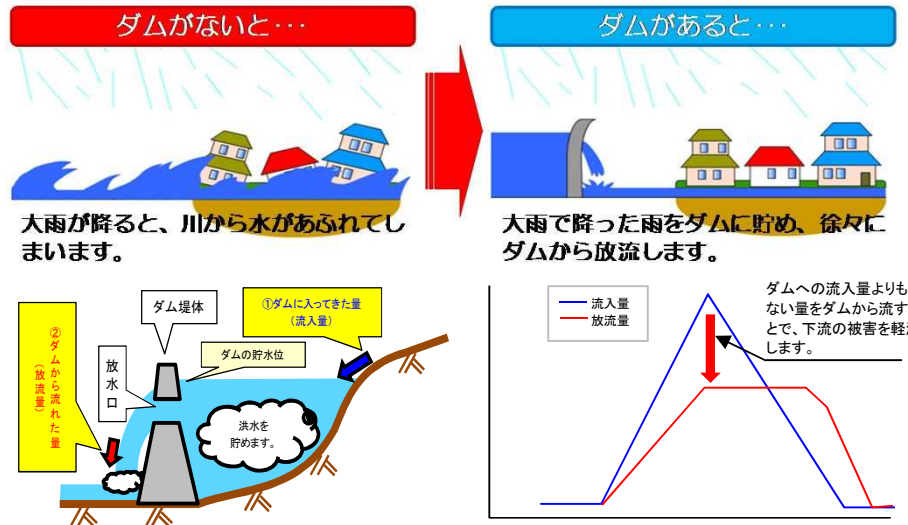 ダムがないと･･･
ダムがあると･･･
大雨が降ると、川から水があふれてし
まいます。
大雨で降った雨をダムに貯め、徐々に
ダムから放流します。
②ダムから流れた量
（放流量）
放水口
ダム堤体
ダムの貯水位
①ダムに入ってきた量
（流入量）
洪水を
貯めます。
流入量
放流量
ダムへの流入量よりも
ない量をダムから流す
とで、下流の被害を軽
します。